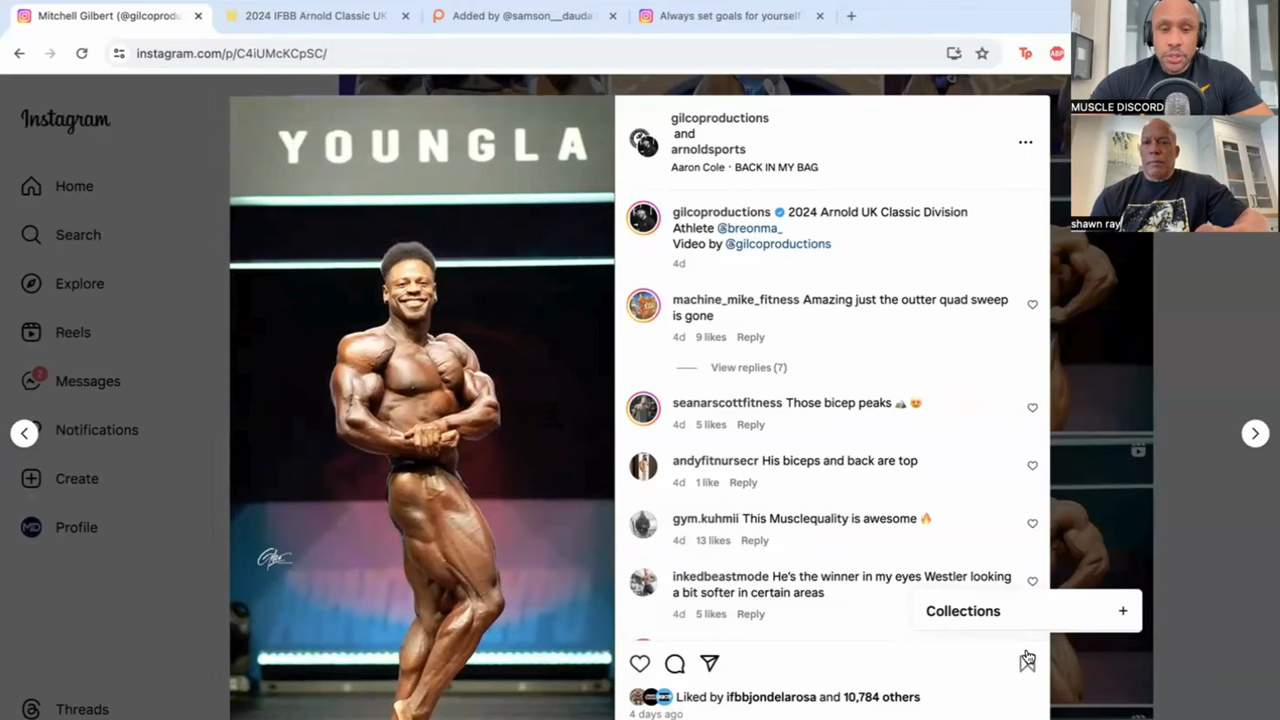 Mitchell Gilbert (@gilcoprodu
2024 IFBB Arnold Classic UK
Added by @samson__dauda
Always set goals for yourself
instagram.com/p/C4iUMcKCpSC/
Tp
ABP
MUSCLE DISCORD
shawn ray
Instagram
Home
Search
Explore
Reels
2
Messages
Notifications
Create
MD
Profile
Threads
YOUNGLA
gilcoproductions
and
arnoldsports
Aaron Cole · BACK IN MY BAG
gilcoproductions 2024 Arnold UK Classic Division
Athlete @breonma_
Video by @gilcoproductions
4d
machine_mike_fitness Amazing just the outter quad sweep
is gone
4d 9 likes Reply
View replies (7)
seanarscottfitness Those bicep peaks
4d 5 likes Reply
andyfitnursecr His biceps and back are top
4d 1 like Reply
gym.kuhmii This Musclequality is awesome
4d 13 likes Reply
inkedbeastmode He's the winner in my eyes Westler looking
a bit softer in certain areas
4d 5 likes Reply
Collections +
Liked by ifbbjondelarosa and 10,784 others
4 days ago